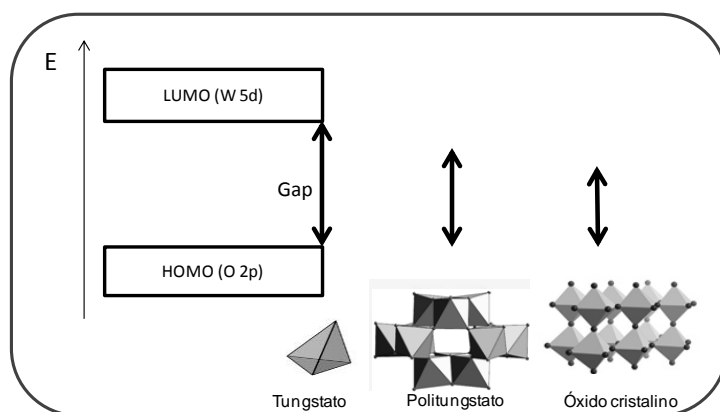 E
LUMO (W 5d)
Gap
HOMO (O 2p)
Tungstato
Politungstato
Óxido cristalino